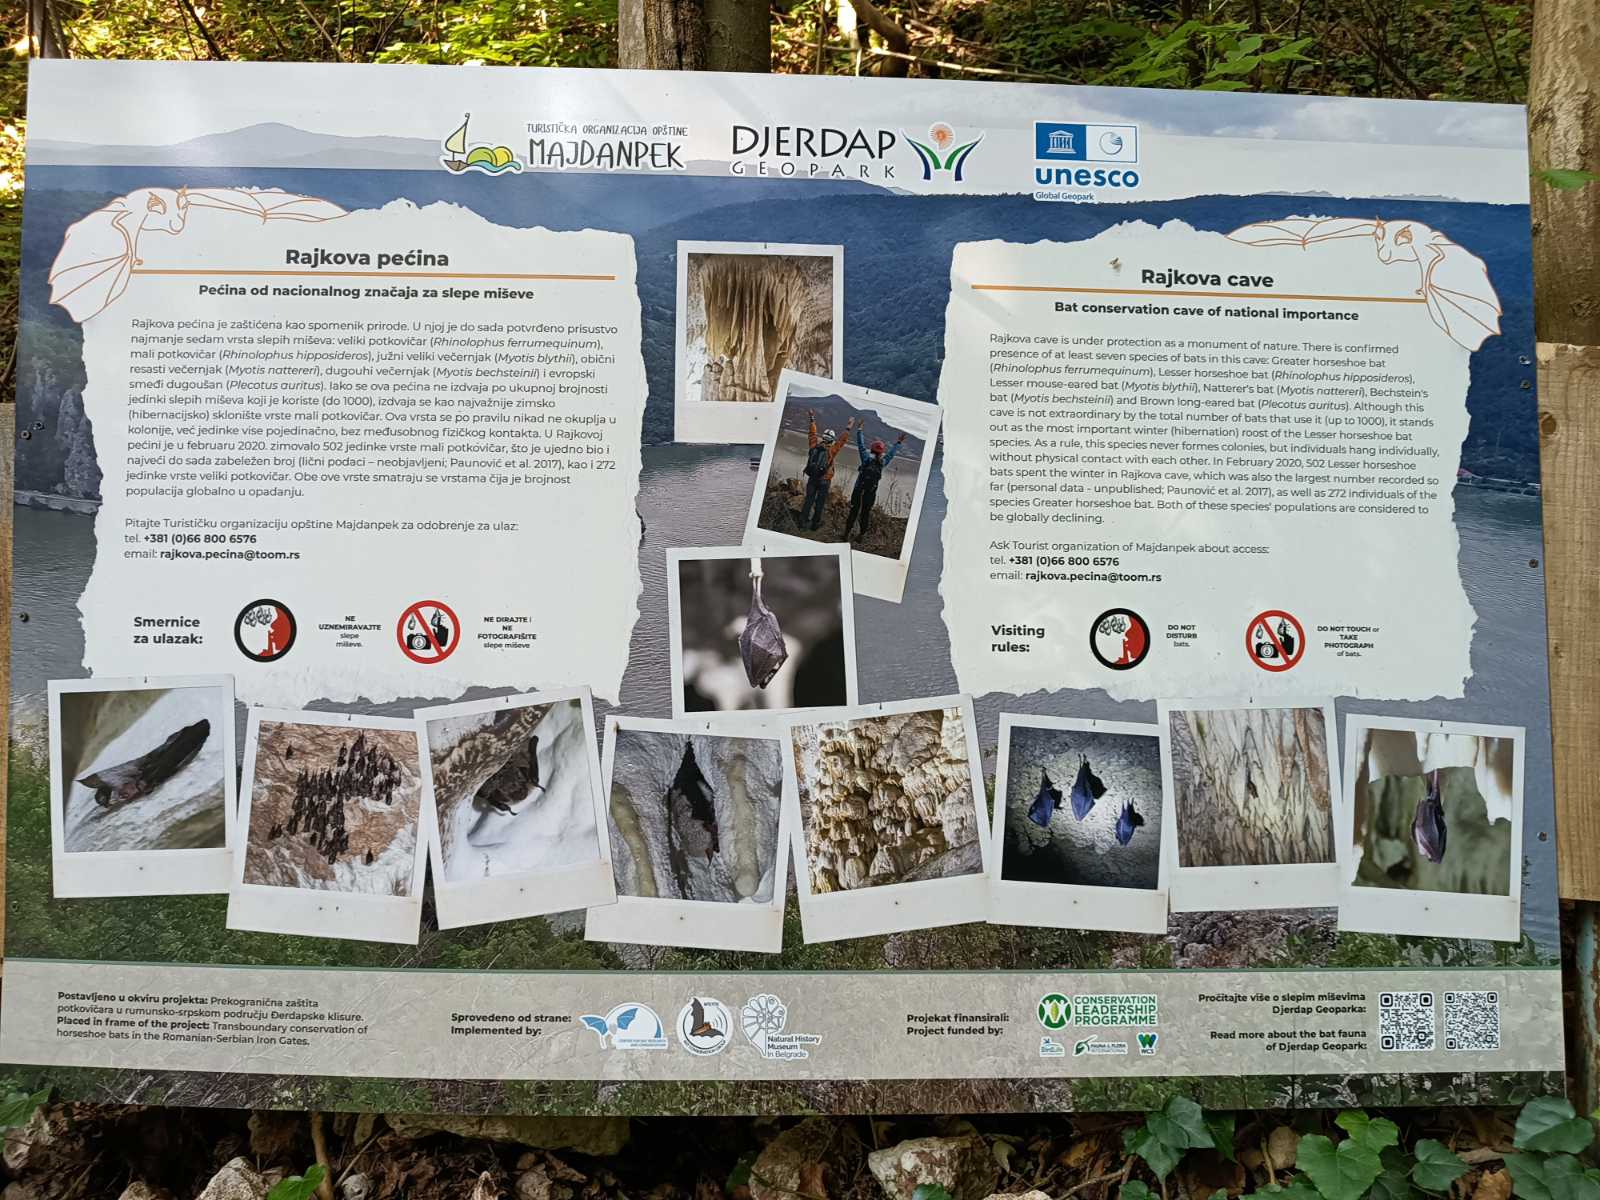 TURISTIČKA ORGANIZACIJA OPŠTINE
MAJDANPEK
DJERDAP
GEOPARK
unesco
Global Geopark
Rajkova pećina
Pećina od nacionalnog značaja za slepe miševe
Rajkova pećina je zaštićena kao spomenik prirode. U njoj je do sada potvrđeno prisustvo
najmanje sedam vrsta slepih miševa: veliki potkovičar (Rhinolophus ferrumequinum),
mali potkovičar (Rhinolophus hipposideros), južni veliki večernjak (Myotis blythii), obični
resasti večernjak (Myotis nattereri), dugouhi večernjak (Myotis bechsteinii) i evropski
smeđi dugoušan (Plecotus auritus). Iako se ova pećina ne izdvaja po ukupnoj brojnosti
jedinki slepih miševa koji je koriste (do 1000), izdvaja se kao najvažnije zimsko
(hibernacijsko) sklonište vrste mali potkovičar. Ova vrsta se po pravilu nikad ne okuplja u
kolonije, već jedinke vise pojedinačno, bez međusobnog fizičkog kontakta. U Rajkovoj
pećini je u februaru 2020. zimovalo 502 jedinke vrste mali potkovičar, što je ujedno bio i
najveći do sada zabeležen broj (lični podaci – neobjavljeni; Paunović et al. 2017), kao i 272
jedinke vrste veliki potkovičar. Obe ove vrste smatraju se vrstama čija je brojnost
populacija globalno u opadanju.
Pitajte Turističku organizaciju opštine Majdanpek za odobrenje za ulaz:
tel. +381 (0)66 800 6576
email: rajkova.pecina@toom.rs
Smernice
za ulazak:
NE
UZNEMIRAVAJTE
slepe
miševe.
NE DIRAJTE i
NE
FOTOGRAFIŠITE
slepe miševe
Rajkova cave
Bat conservation cave of national importance
Rajkova cave is under protection as a monument of nature. There is confirmed
presence of at least seven species of bats in this cave: Greater horseshoe bat
(Rhinolophus ferrumequinum), Lesser horseshoe bat (Rhinolophus hipposideros),
Lesser mouse-eared bat (Myotis blythii), Natterer's bat (Myotis nattereri), Bechstein's
bat (Myotis bechsteinii) and Brown long-eared bat (Plecotus auritus). Although this
cave is not extraordinary by the total number of bats that use it (up to 1000), it stands
out as the most important winter (hibernation) roost of the Lesser horseshoe bat
species. As a rule, this species never formes colonies, but individuals hang individually,
without physical contact with each other. In February 2020, 502 Lesser horseshoe
bats spent the winter in Rajkova cave, which was also the largest number recorded so
far (personal data - unpublished; Paunović et al. 2017), as well as 272 individuals of the
species Greater horseshoe bat. Both of these species' populations are considered to
be globally declining.
Ask Tourist organization of Majdanpek about access:
tel. +381 (0)66 800 6576
email: rajkova.pecina@toom.rs
Visiting
rules:
DO NOT
DISTURB
bats.
DO NOT TOUCH or
TAKE
PHOTOGRAPH
of bats.
Postavljeno u okviru projekta: Prekogranična zaštita
potkovičara u rumunsko-srpskom području Đerdapske klisure.
Placed in frame of the project: Transboundary conservation of
horseshoe bats in the Romanian-Serbian Iron Gates.
Sprovedeno od strane:
Implemented by:
Natural History
Museum
in Belgrade
Projekat finansirali:
Project funded by:
CONSERVATION
LEADERSHIP
PROGRAMME
BirdLife
FAUNA & FLORA
INTERNATIONAL
WCS
Pročitajte više o slepim miševima
Djerdap Geoparka:
Read more about the bat fauna
of Djerdap Geopark: